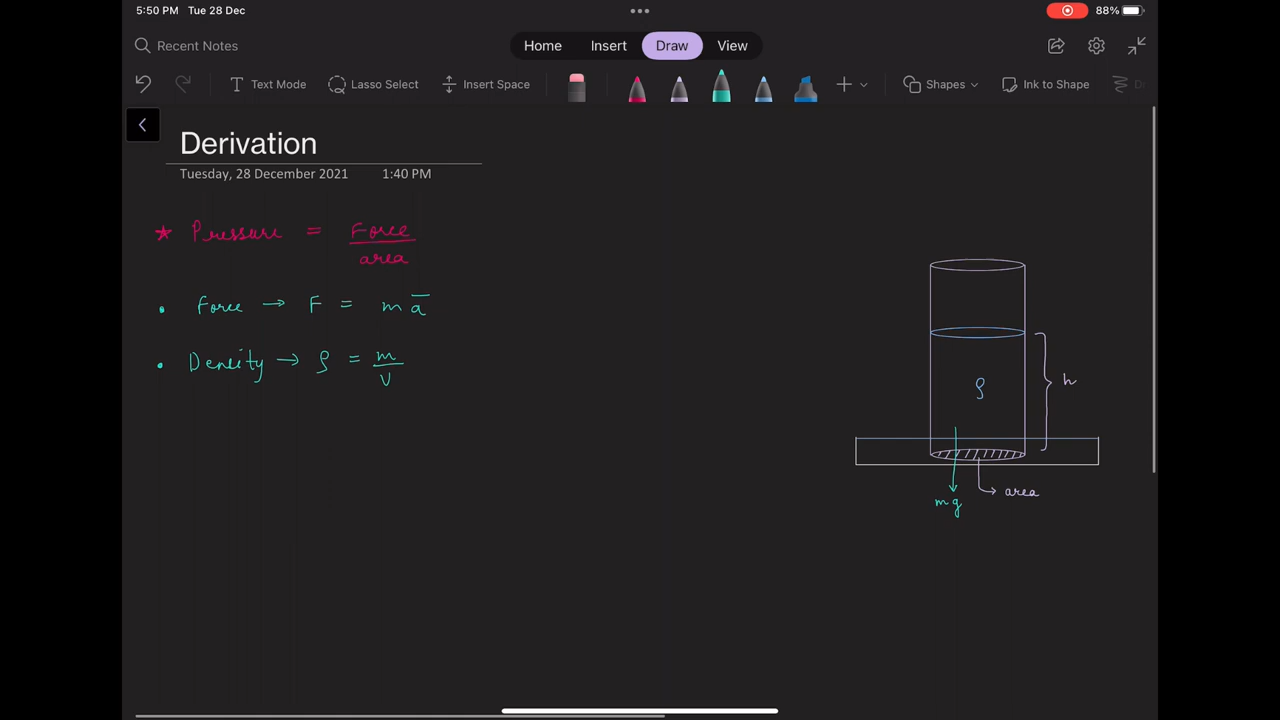 5:50 PM Tue 28 Dec
88%
Recent Notes
Home Insert Draw View
Text Mode Lasso Select Insert Space Shapes Ink to Shape
Derivation
Tuesday, 28 December 2021 1:40 PM
★ Pressure = Force
area
• Force → F = m a̅
• Density → ρ = m
v
ρ
h
area
mg